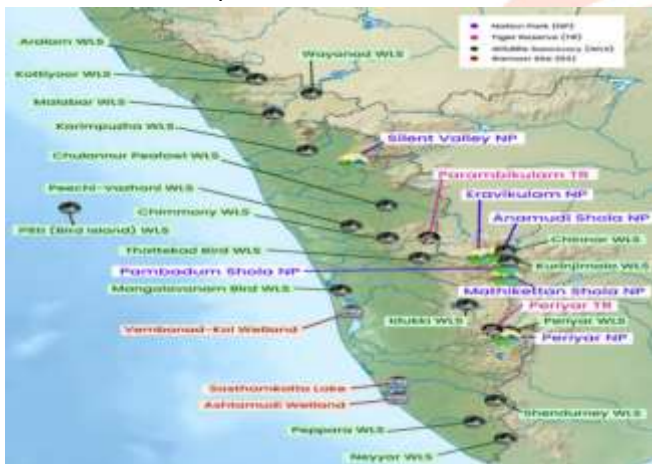 National Park (NP)
Tiger Reserve (TR)
Wildlife Sanctuary (WLS)
Ramsar Site (RS)
Aralam WLS
Kottiyoor WLS
Wayanad WLS
Malabar WLS
Karimpuzha WLS
Silent Valley NP
Chulannur Peafowl WLS
Parambikulam TR
Peechi-Vazhani WLS
Eravikulam NP
Chimmony WLS
Anamudi Shola NP
Pitti (Bird Island) WLS
Chinnar WLS
Thattekad Bird WLS
Kurinjimala WLS
Pambadum Shola NP
Mangalavanam Bird WLS
Mathikettan Shola NP
Periyar TR
Idukki WLS
Periyar WLS
Vembanad-Kol Wetland
Periyar NP
Sasthamkotta Lake
Ashtamudi Wetland
Shendurney WLS
Peppara WLS
Neyyar WLS